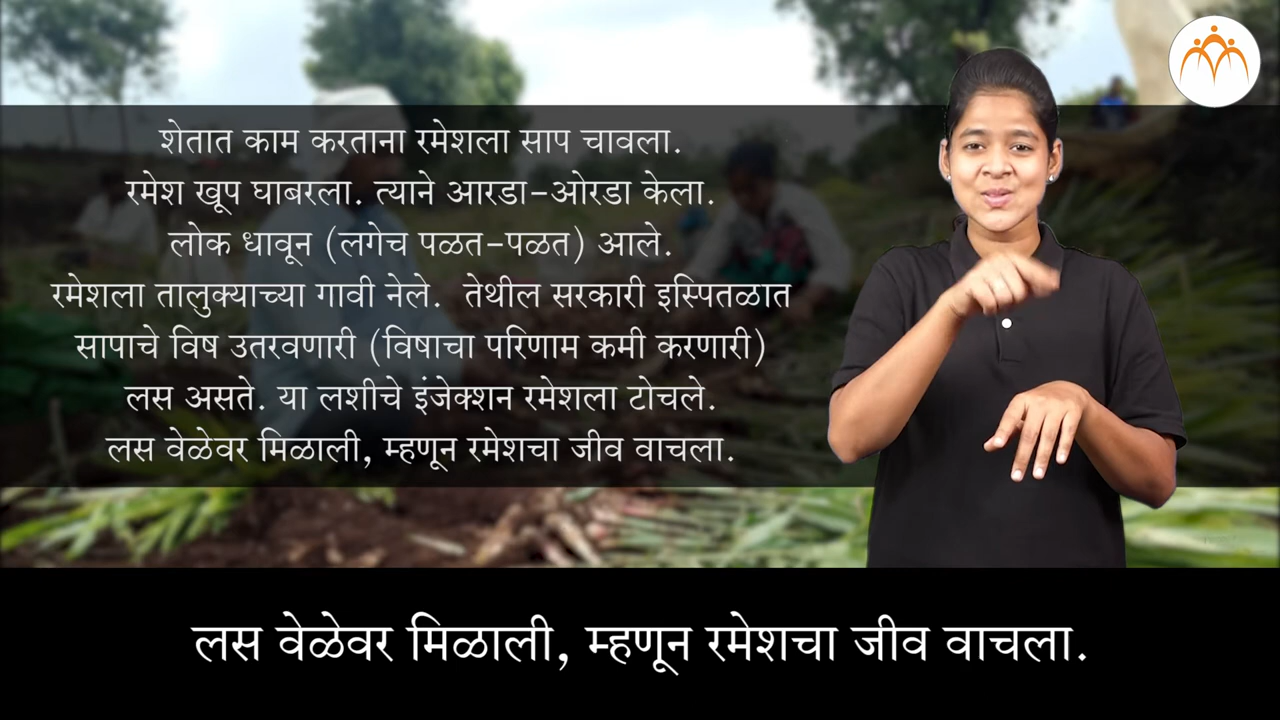 शेतात काम करताना रमेशला साप चावला.
रमेश खूप घाबरला. त्याने आरडा-ओरडा केला.
लोक धावून (लगेच पळत-पळत) आले.
रमेशला तालुक्याच्या गावी नेले. तेथील सरकारी इस्पितळात
सापाचे विष उतरवणारी (विषाचा परिणाम कमी करणारी)
लस असते. या लशीचे इंजेक्शन रमेशला टोचले.
लस वेळेवर मिळाली, म्हणून रमेशचा जीव वाचला.
लस वेळेवर मिळाली, म्हणून रमेशचा जीव वाचला.